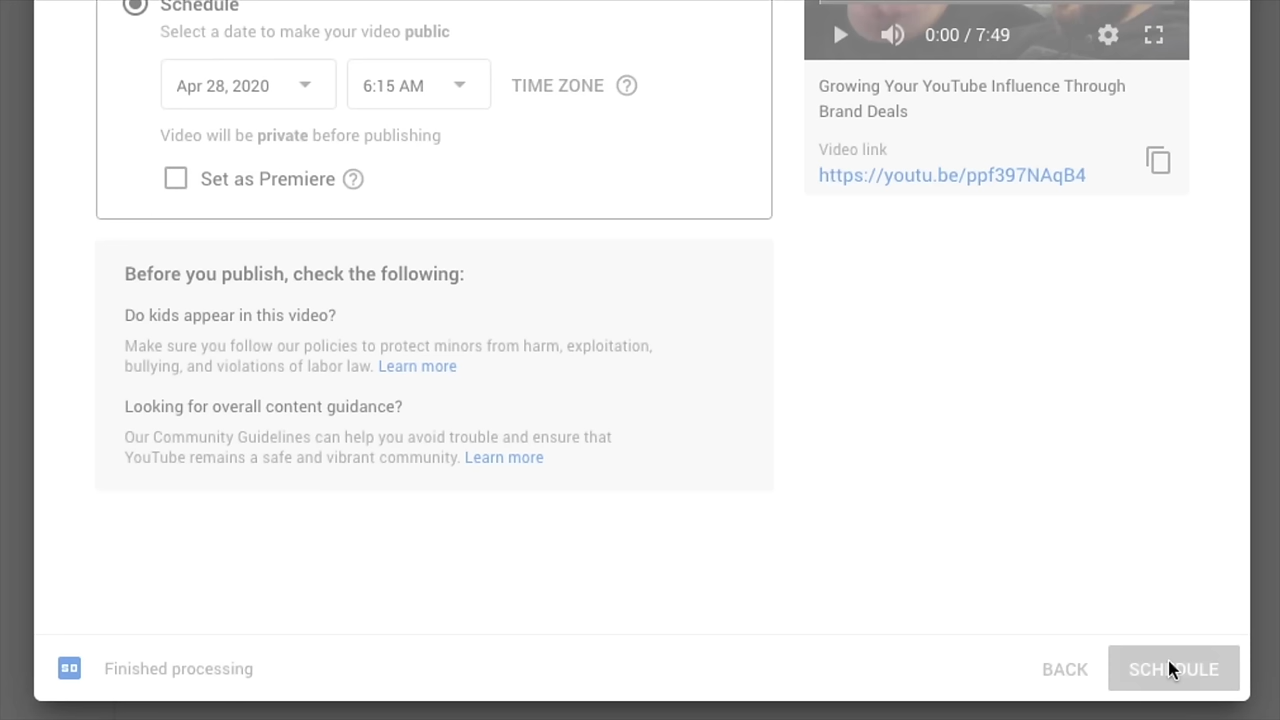 Schedule
Select a date to make your video public
Apr 28, 2020
6:15 AM
TIME ZONE
Video will be private before publishing
Set as Premiere
Before you publish, check the following:
Do kids appear in this video?
Make sure you follow our policies to protect minors from harm, exploitation,
bullying, and violations of labor law. Learn more
Looking for overall content guidance?
Our Community Guidelines can help you avoid trouble and ensure that
YouTube remains a safe and vibrant community. Learn more
0:00 / 7:49
Growing Your YouTube Influence Through
Brand Deals
Video link
https://youtu.be/ppf397NAqB4
SD
Finished processing
BACK
SCHEDULE